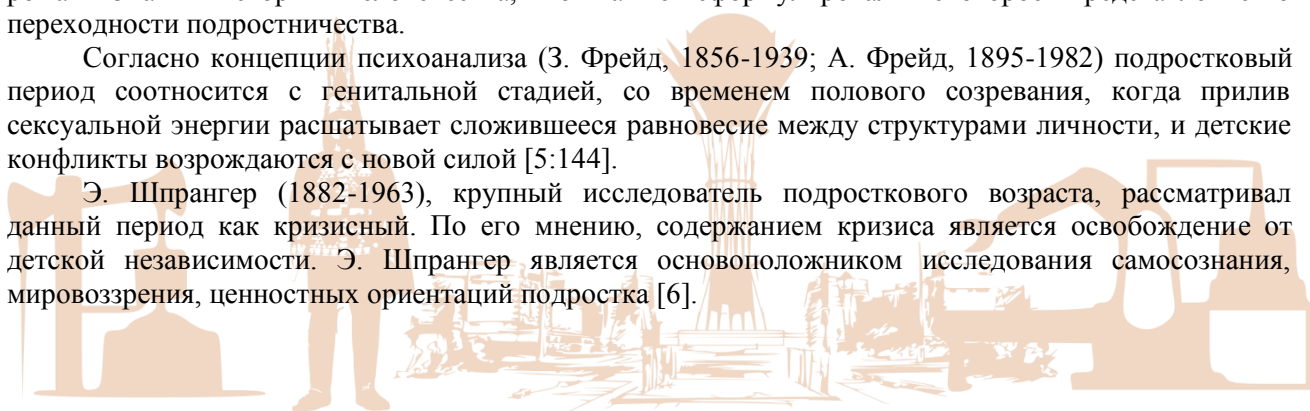 переходности подростничества.
Согласно концепции психоанализа (З. Фрейд, 1856-1939; А. Фрейд, 1895-1982) подростковый
период соотносится с генитальной стадией, со временем полового созревания, когда прилив
сексуальной энергии расшатывает сложившееся равновесие между структурами личности, и детские
конфликты возрождаются с новой силой [5:144].
Э. Шпрангер (1882-1963), крупный исследователь подросткового возраста, рассматривал
данный период как кризисный. По его мнению, содержанием кризиса является освобождение от
детской независимости. Э. Шпрангер является основоположником исследования самосознания,
мировоззрения, ценностных ориентаций подростка [6].